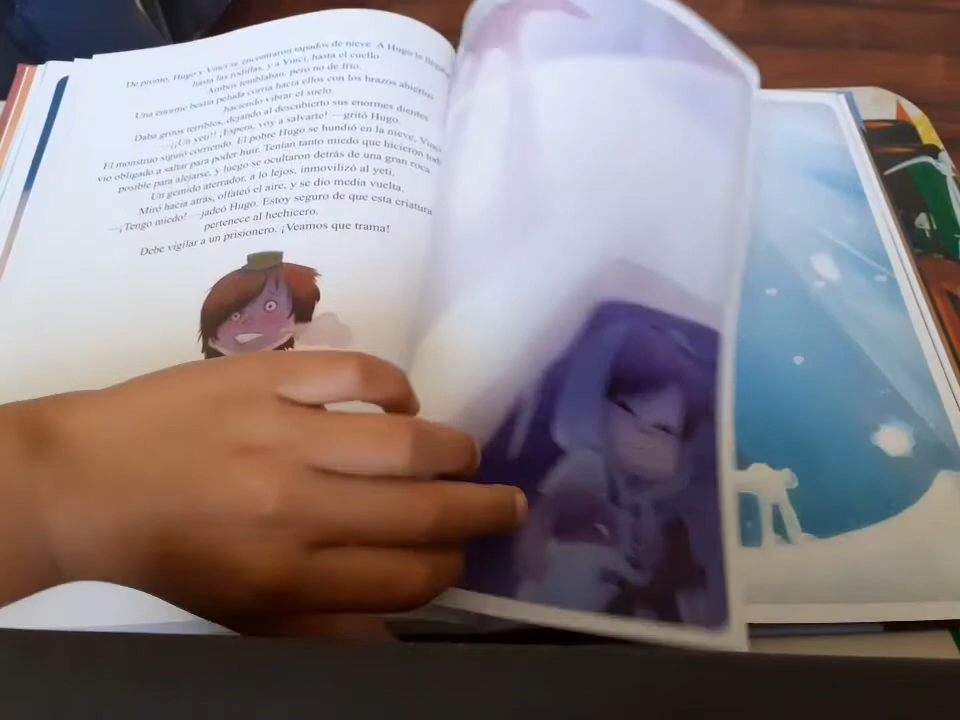 De pronto, Hugo y Vinci se encontraron tapados de nieve. A Hugo le llegaba
hasta las rodillas, y a Vinci, hasta el cuello.
Ambos temblaban, pero no de frío.
Una enorme bestia peluda corría hacia ellos con los brazos abiertos
haciendo vibrar el suelo.
Daba gritos terribles, dejando al descubierto sus enormes dientes.
—¡¡Un yeti!! ¡Espera, voy a salvarte! —gritó Hugo.
El monstruo siguió corriendo. El pobre Hugo se hundió en la nieve, Vinci
vio obligado a saltar para poder huir. Tenían tanto miedo que hicieron todo
posible para alejarse, y luego se ocultaron detrás de una gran roca.
Un gemido aterrador, a lo lejos, inmovilizó al yeti.
Miró hacia atrás, olfateó el aire, y se dio media vuelta.
—¡Tengo miedo! —jadeó Hugo. Estoy seguro de que esta criatura
pertenece al hechicero.
Debe vigilar a un prisionero. ¡Veamos que trama!